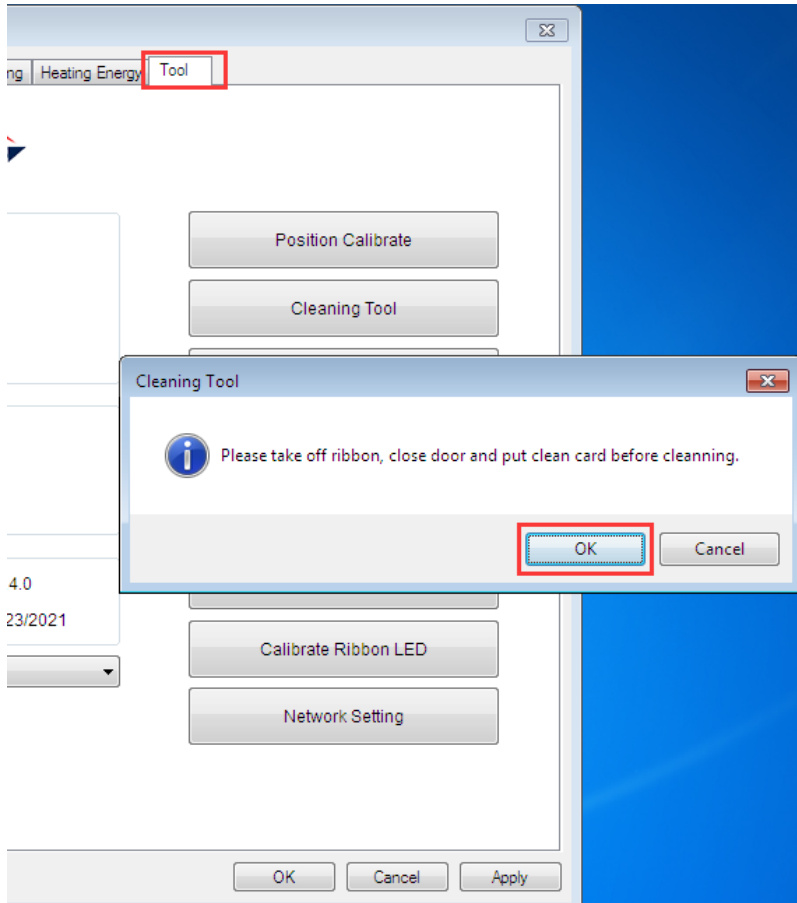 ng Heating Energy Tool
Position Calibrate
Cleaning Tool
Cleaning Tool
Please take off ribbon, close door and put clean card before cleanning.
OK Cancel
4.0
23/2021
Calibrate Ribbon LED
Network Setting
OK Cancel Apply